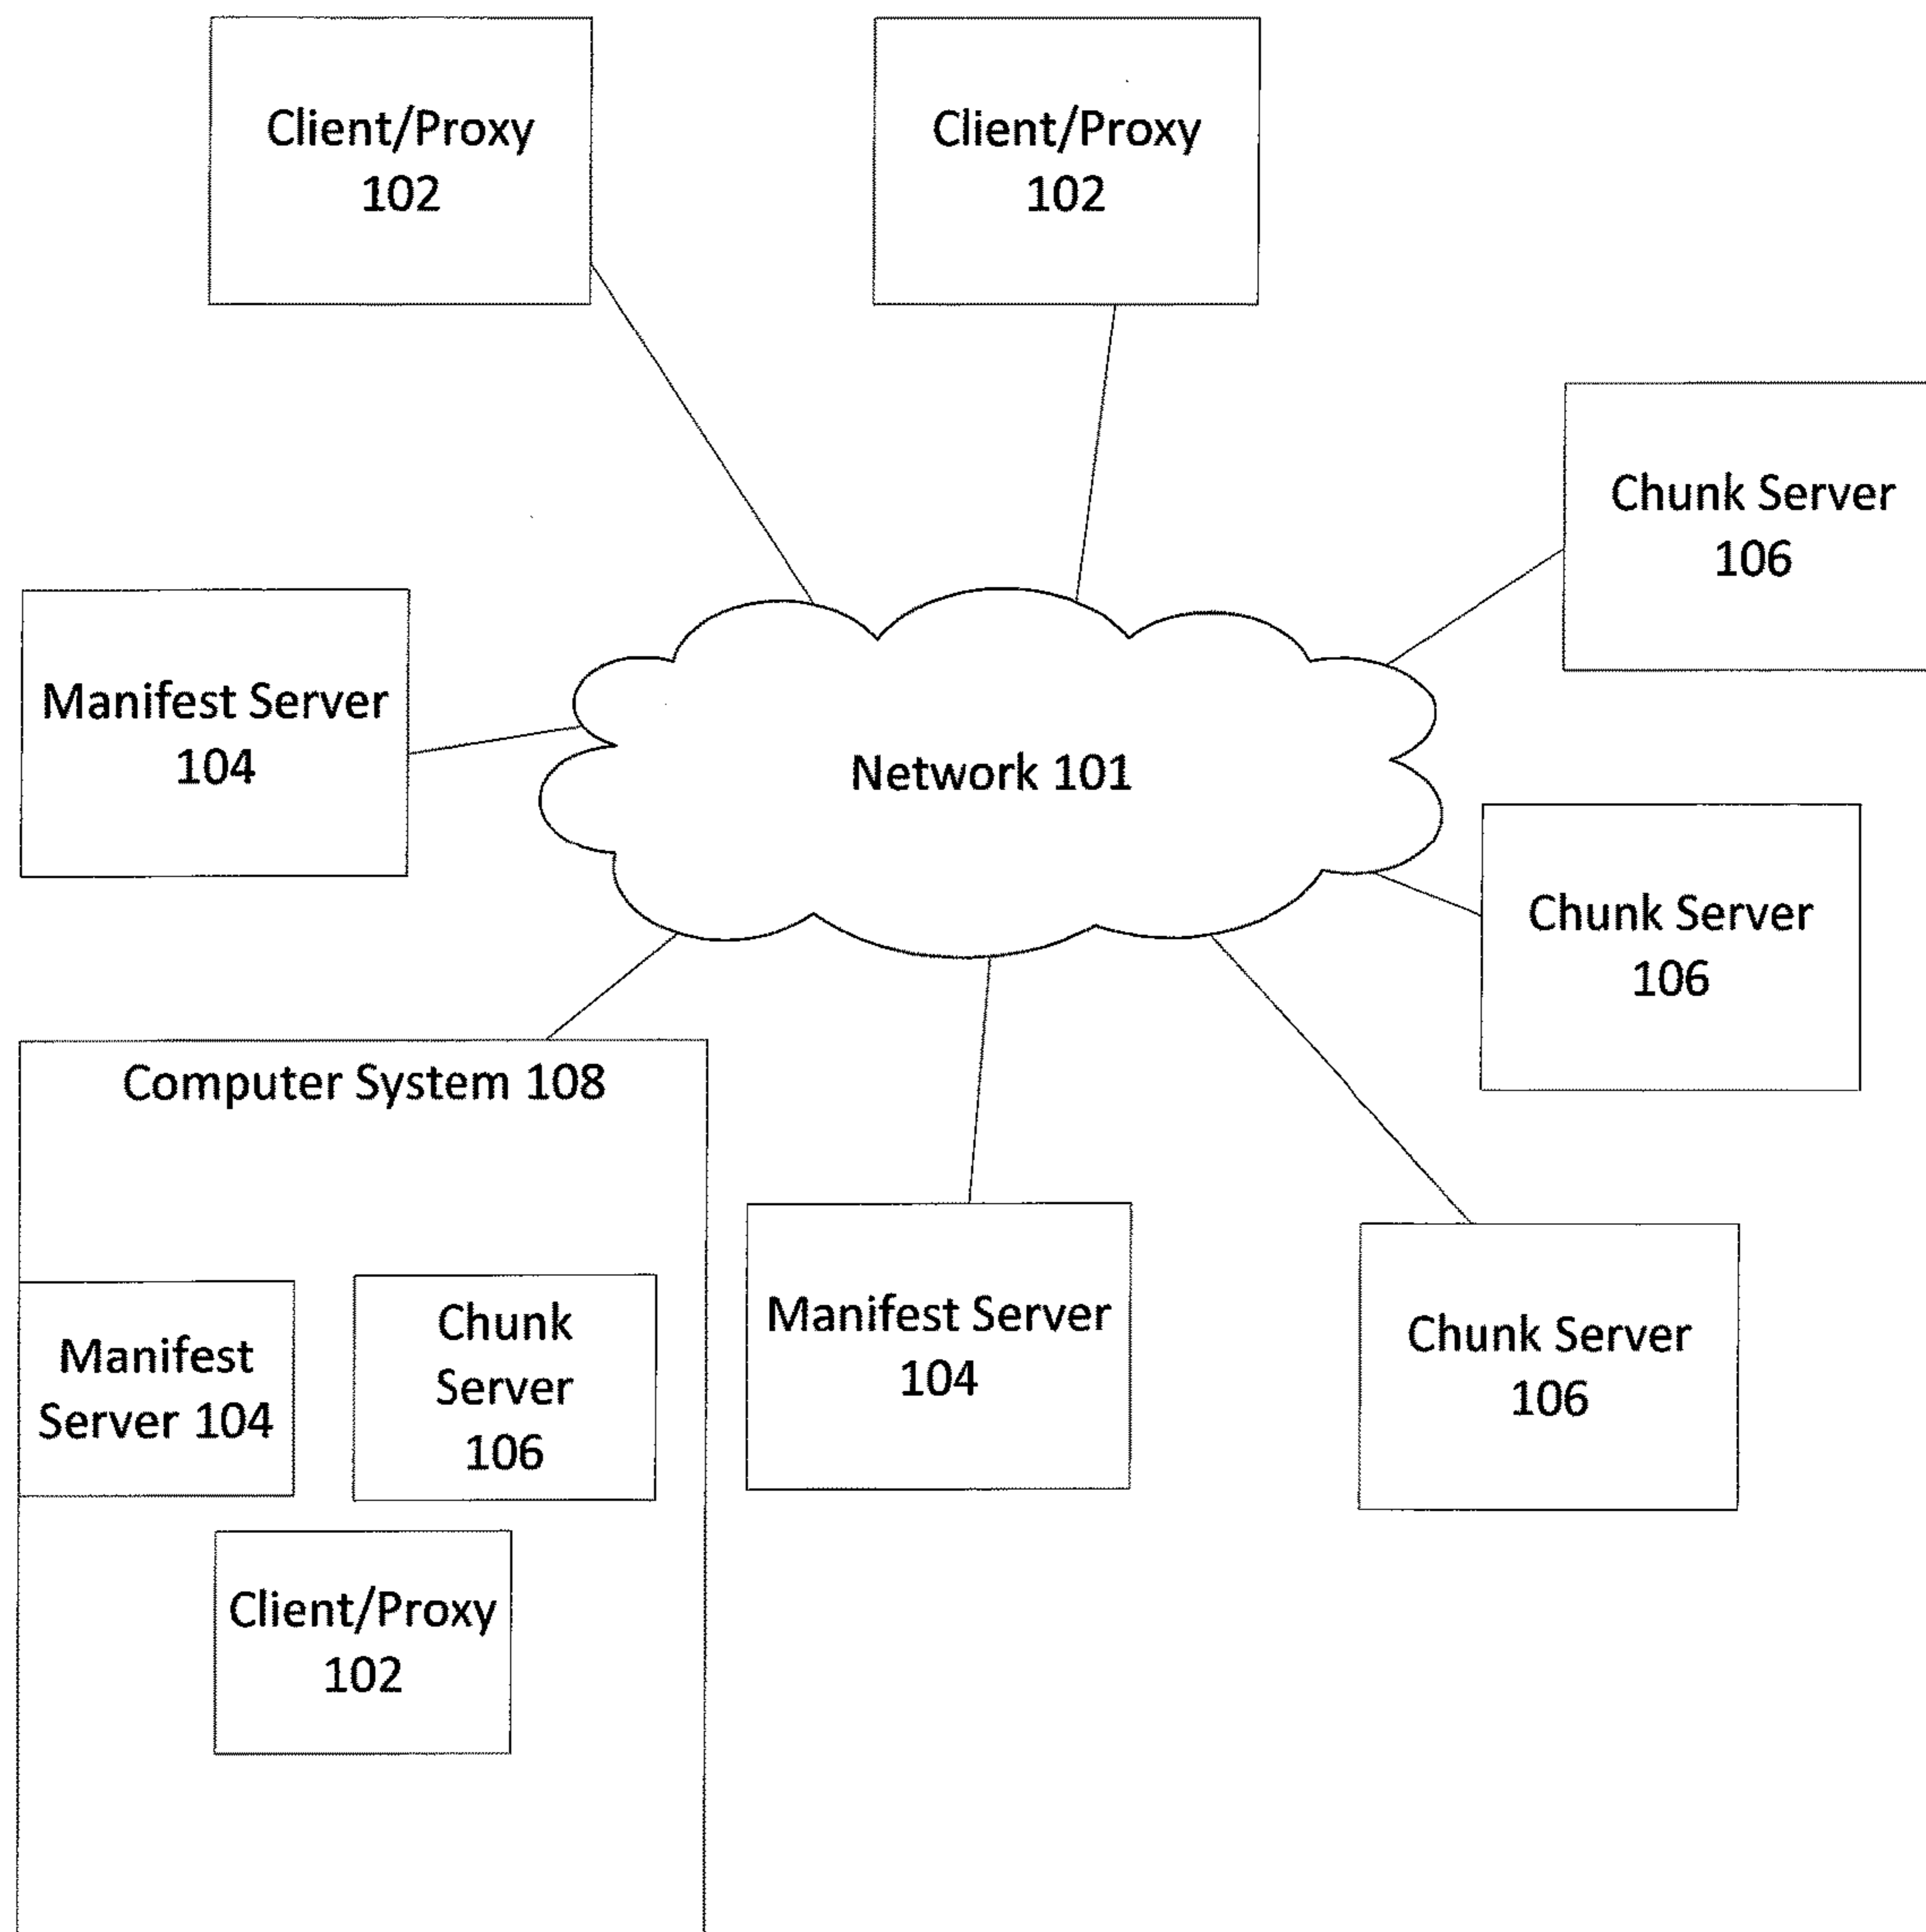 Client/Proxy
102
Client/Proxy
102
Chunk Server
106
Manifest Server
104
Network 101
Chunk Server
106
Computer System 108
Manifest Server
104
Chunk Server
106
Manifest
Server 104
Chunk
Server
106
Client/Proxy
102